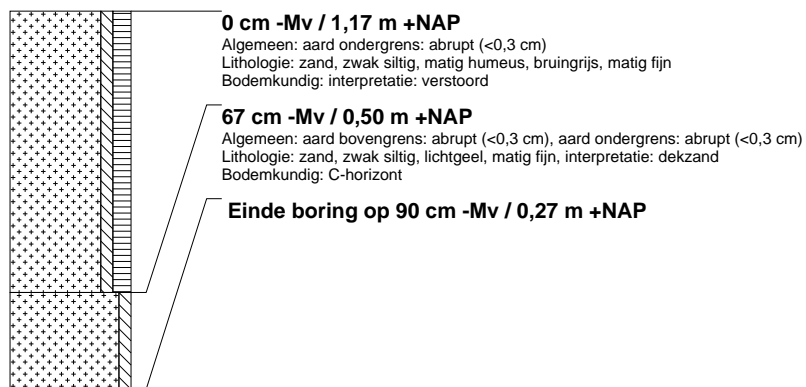 0 cm -Mv / 1,17 m +NAP
Algemeen: aard ondergrens: abrupt (<0,3 cm)
Lithologie: zand, zwak siltig, matig humeus, bruingrijs, matig fijn
Bodemkundig: interpretatie: verstoord
67 cm -Mv / 0,50 m +NAP
Algemeen: aard bovengrens: abrupt (<0,3 cm), aard ondergrens: abrupt (<0,3 cm)
Lithologie: zand, zwak siltig, lichtgeel, matig fijn, interpretatie: dekzand
Bodemkundig: C-horizont
Einde boring op 90 cm -Mv / 0,27 m +NAP